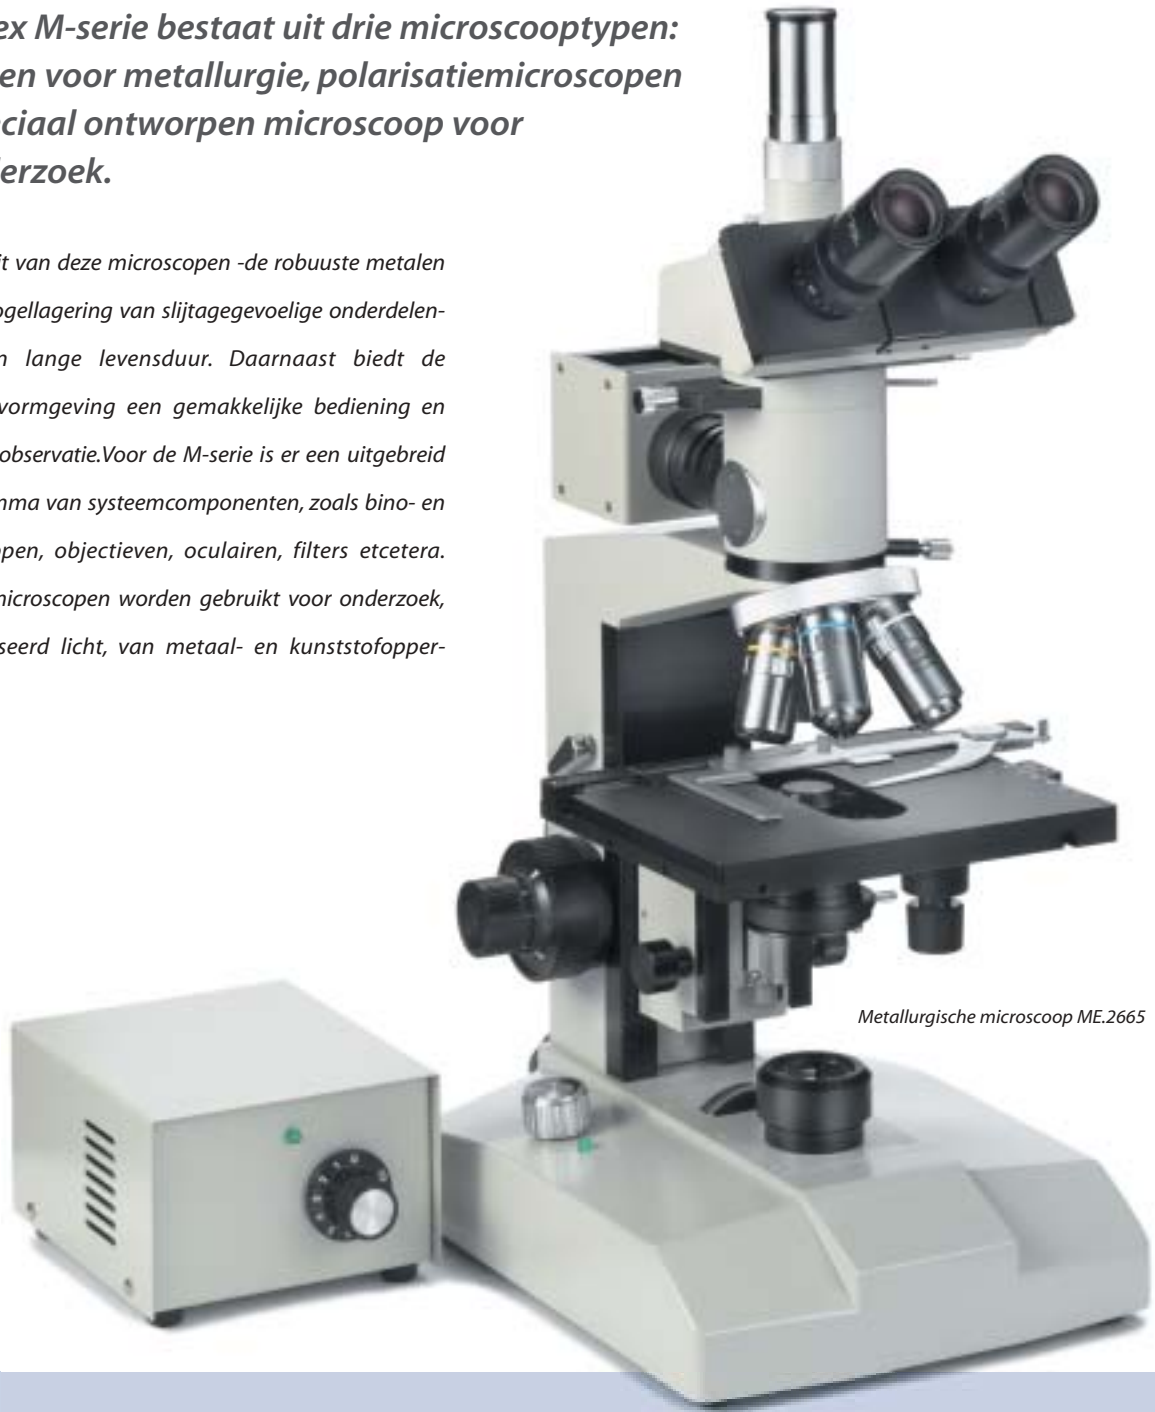 ex M-serie bestaat uit drie microscooptypen:
en voor metallurgie, polarisatiemicroscopen
ciaal ontworpen microscoop voor
erzoek.
it van deze microscopen -de robuuste metalen
ogellagering van slijtagegevoelige onderdelen-
n lange levensduur. Daarnaast biedt de
vormgeving een gemakkelijke bediening en
observatie.Voor de M-serie is er een uitgebreid
nma van systeemcomponenten, zoals bino- en
open, objectieven, oculairen, filters etcetera.
microscopen worden gebruikt voor onderzoek,
seerd licht, van metaal- en kunststofopper-
Metallurgische microscoop ME.2665